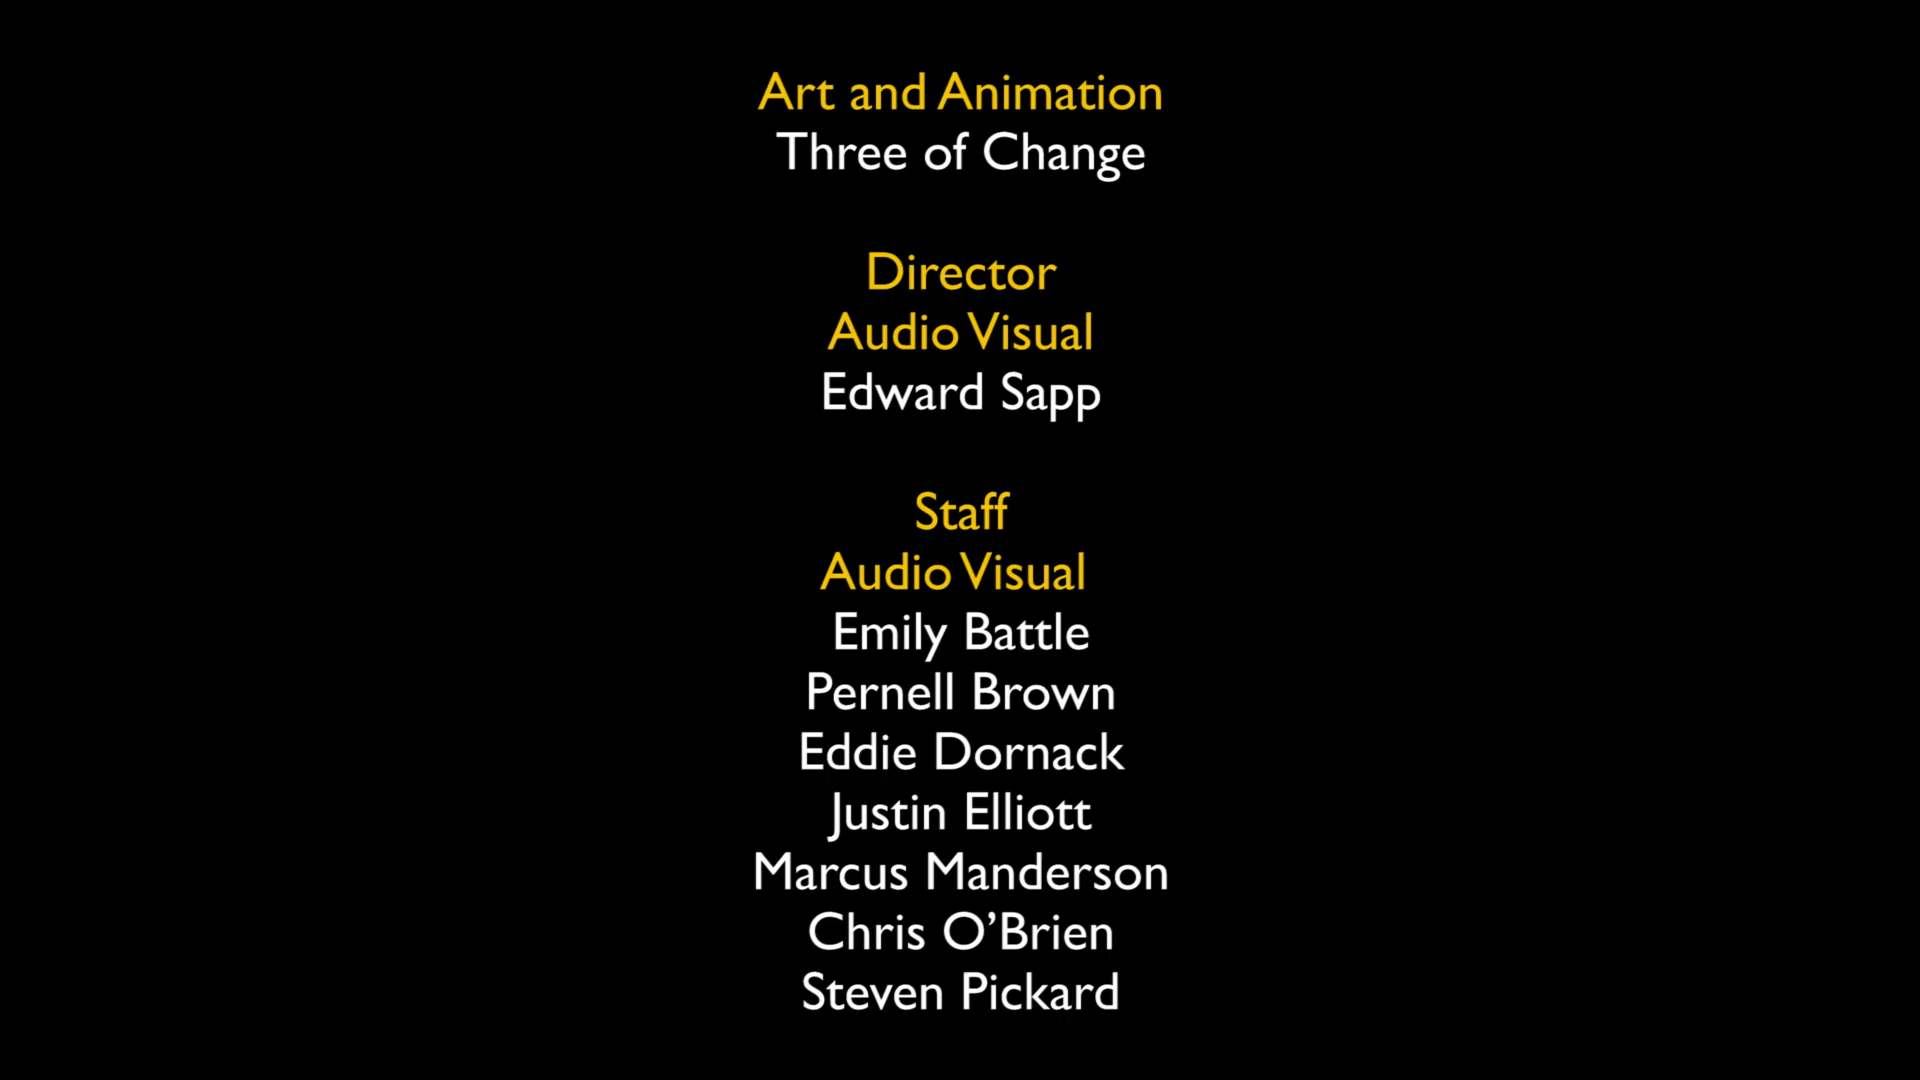 Art and Animation
Three of Change
Director
Audio Visual
Edward Sapp
Staff
Audio Visual
Emily Battle
Pernell Brown
Eddie Dornack
Justin Elliott
Marcus Manderson
Chris O’Brien
Steven Pickard